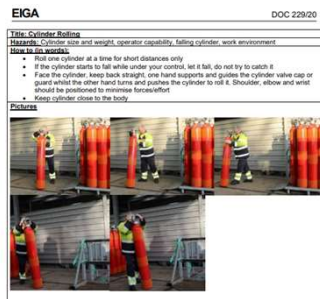 EIGA
DOC 229/20
Title: Cylinder Rolling
Hazards: Cylinder size and weight, operator capability, falling cylinder, work environment
How to (in words):
• Roll one cylinder at a time for short distances only
• If the cylinder starts to fall while under your control, let it fall, do not try to catch it
• Face the cylinder, keep back straight, one hand supports and guides the cylinder valve cap or
guard whilst the other hand turns and pushes the cylinder to roll it. Shoulder, elbow and wrist
should be positioned to minimise forces/effort
• Keep cylinder close to the body
Pictures